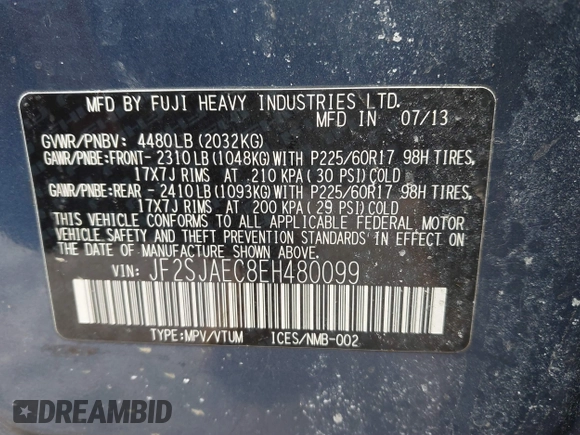 MFD BY FUJI HEAVY INDUSTRIES LTD.
MFD'D IN 07/13
GVWR/PNBV: 4480LB(2032KG)
GAWR/PNBE:FRONT- 2310LB(1048KG)WITH P225/60R17 98H TIRES,
17X7J RIMS AT 210 KPA( 30 PSI)COLD
GAWR/PNBE:REAR - 2410LB(1093KG)WITH P225/60R17 98H TIRES,
17X7J RIMS AT 200 KPA( 29 PSI)COLD
THIS VEHICLE CONFORMS TO ALL APPLICABLE FEDERAL MOTOR
VEHICLE SAFETY AND THEFT PREVENTION STANDARDS IN EFFECT ON
THE DATE OF MANUFACTURE SHOWN ABOVE.
VIN: JF2SJAEC8EH480099
TYPE:MPV/VTUM ICES/NMB-002
DREAMBID